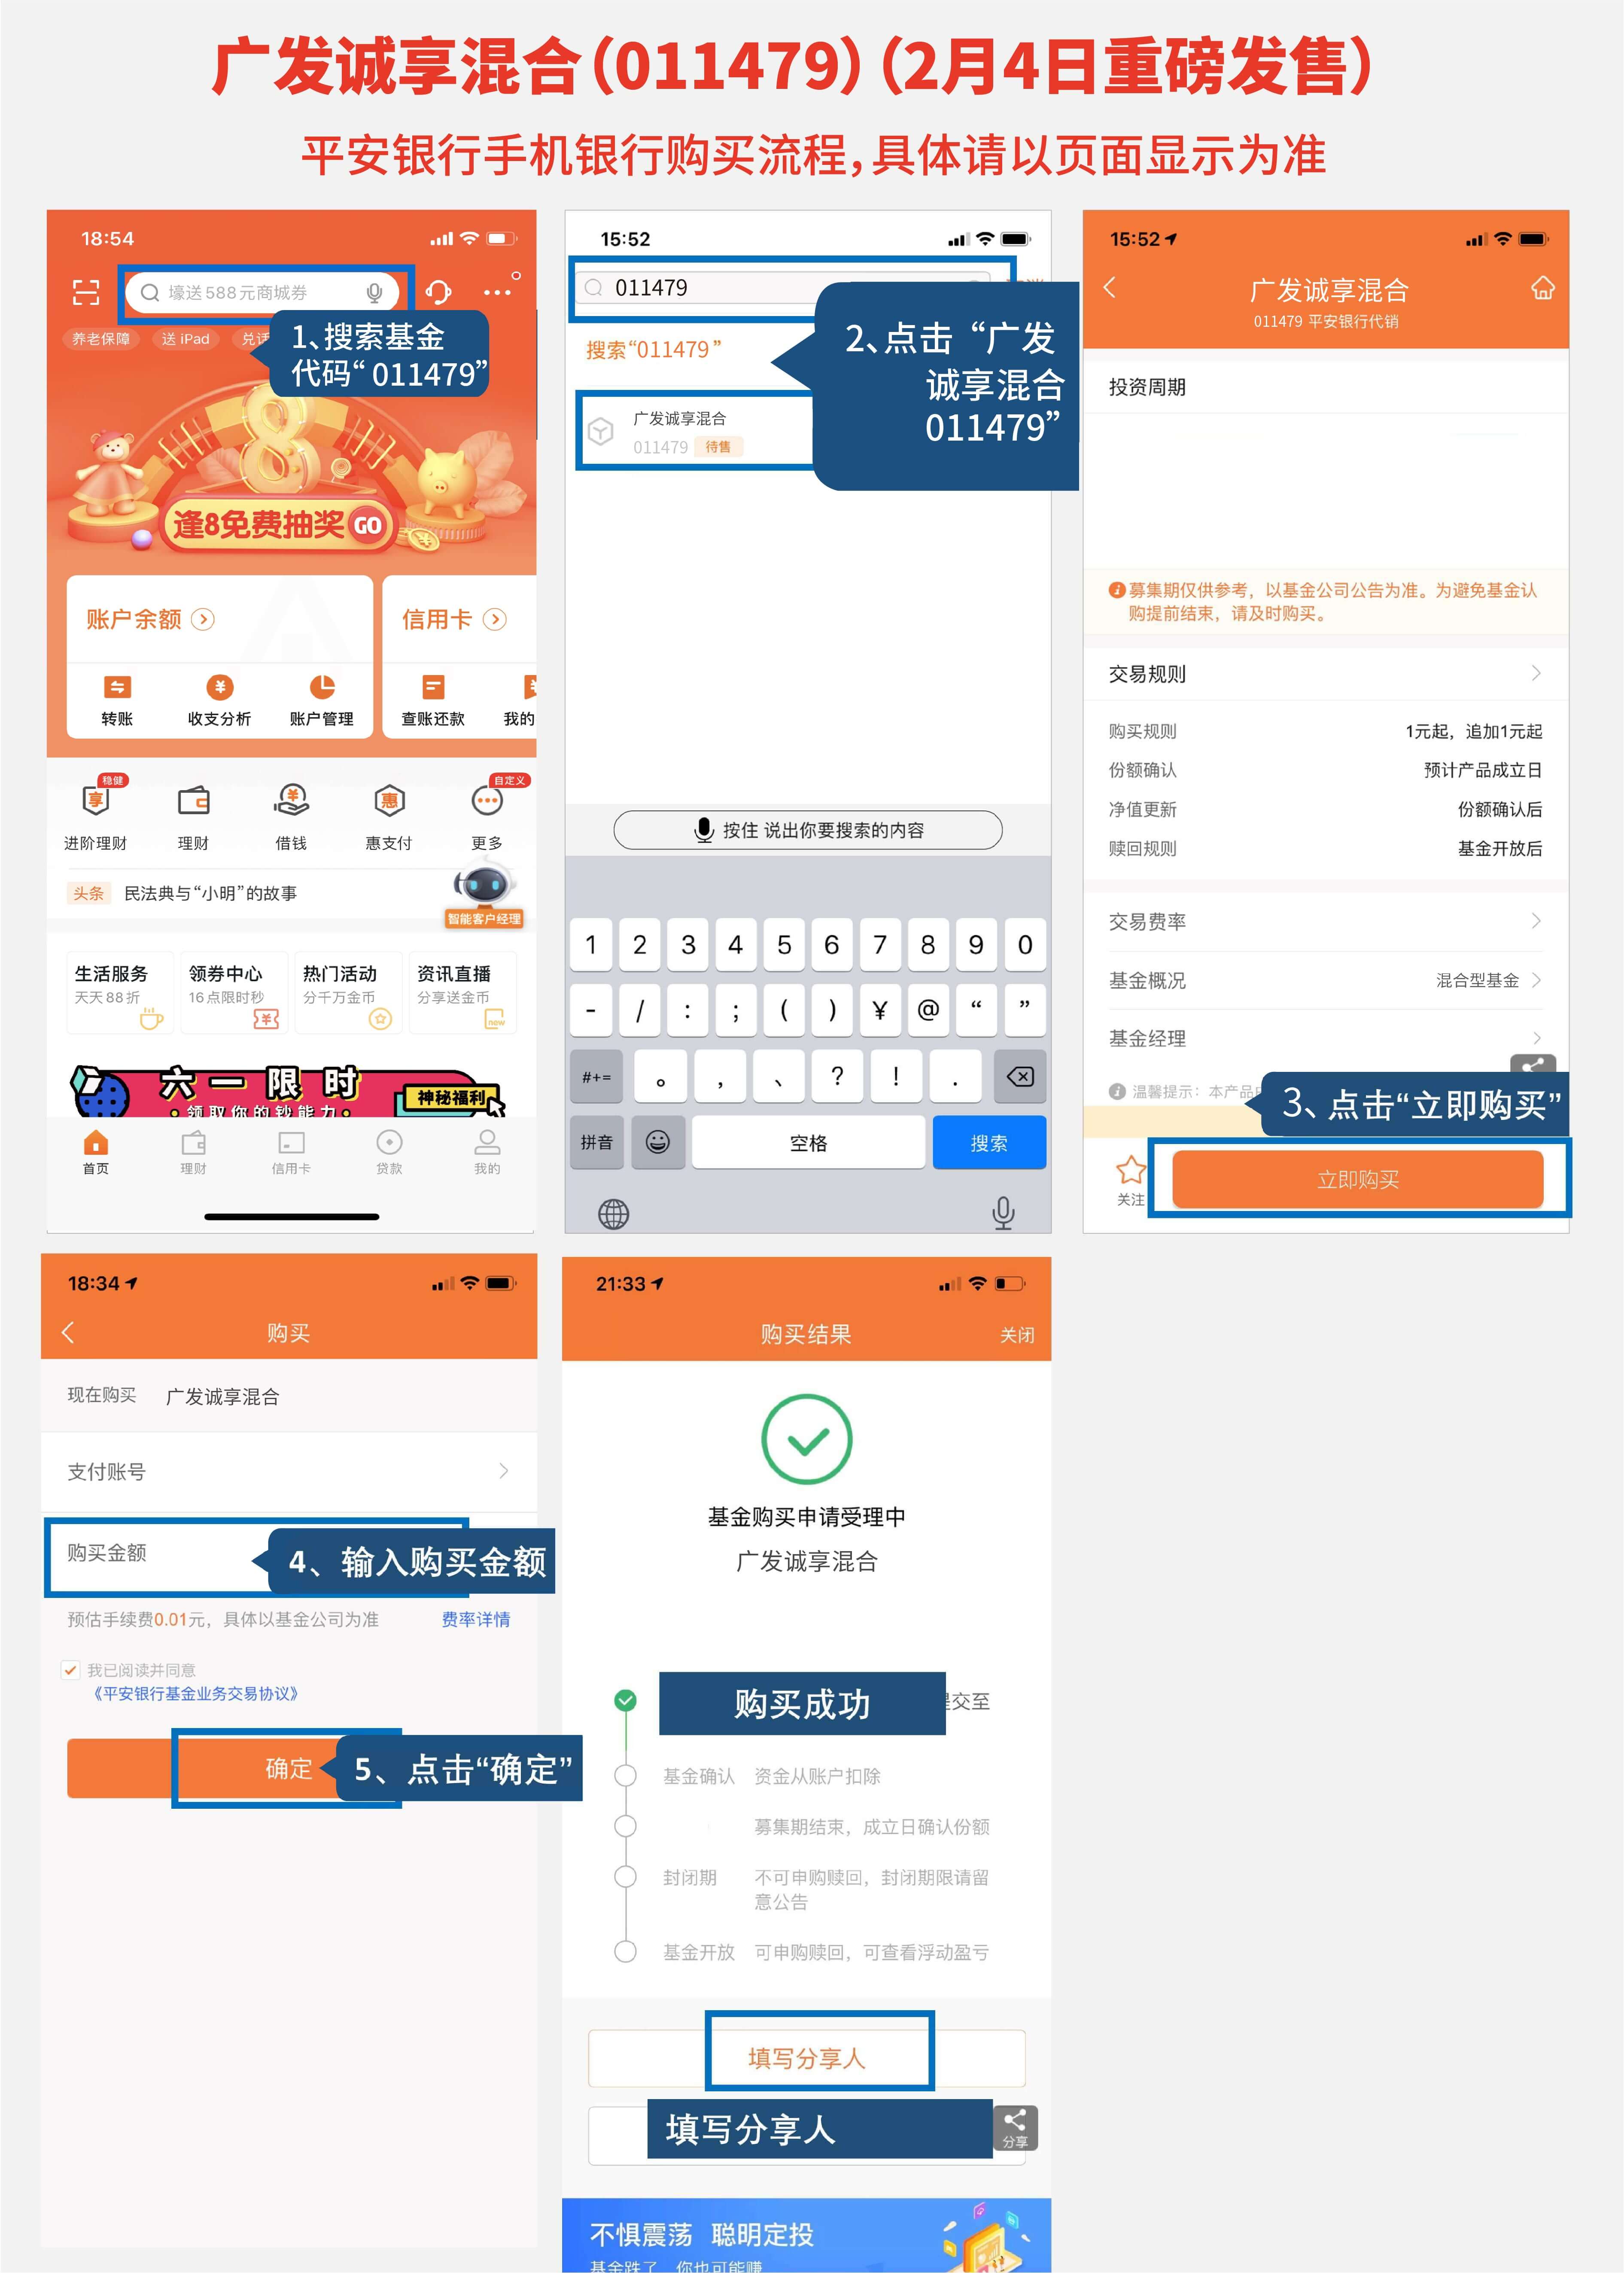 广发诚享混合（011479）（2月4日重磅发售）
平安银行手机银行购买流程，具体请以页面显示为准
18:54
壕送588元商城券
养老保障
送 iPad
1、搜索基金
代码“011479”
逢8免费抽奖 GO
账户余额
信用卡
转账
收支分析
账户管理
查账还款
我的
稳健
自定义
享
惠
进阶理财
理财
借钱
惠支付
更多
头条
民法典与“小明”的故事
智能客户经理
生活服务
领券中心
热门活动
资讯直播
天天88折
16点限时秒
分千万金币
分享送金币
new
六一限时
神秘福利
·领取你的钞能力·
首页
理财
信用卡
贷款
我的
15:52
011479
搜索“011479”
2、点击“广发
诚享混合
011479”
广发诚享混合
011479 待售
按住 说出你要搜索的内容
1 2 3 4 5 6 7 8 9 0
- / : ; ( ) ¥ @ “ ”
#+= 。 , 、 ? ! .
拼音
空格
搜索
15:52
广发诚享混合
011479 平安银行代销
投资周期
募集期仅供参考，以基金公司公告为准。为避免基金认
购提前结束，请及时购买。
交易规则
购买规则 1元起，追加1元起
份额确认 预计产品成立日
净值更新 份额确认后
赎回规则 基金开放后
交易费率
基金概况 混合型基金
基金经理
温馨提示：本产品
3、点击“立即购买”
关注
立即购买
18:34
购买
现在购买 广发诚享混合
支付账号
购买金额
4、输入购买金额
预估手续费0.01元，具体以基金公司为准 费率详情
我已阅读并同意
《平安银行基金业务交易协议》
确定
5、点击“确定”
21:33
购买结果
关闭
基金购买申请受理中
广发诚享混合
购买成功
交至
基金确认 资金从账户扣除
募集期结束，成立日确认份额
封闭期 不可申购赎回，封闭期限请留
意公告
基金开放 可申购赎回，可查看浮动盈亏
填写分享人
填写分享人
分享
不惧震荡 聪明定投
基金跌了 你也可能赚